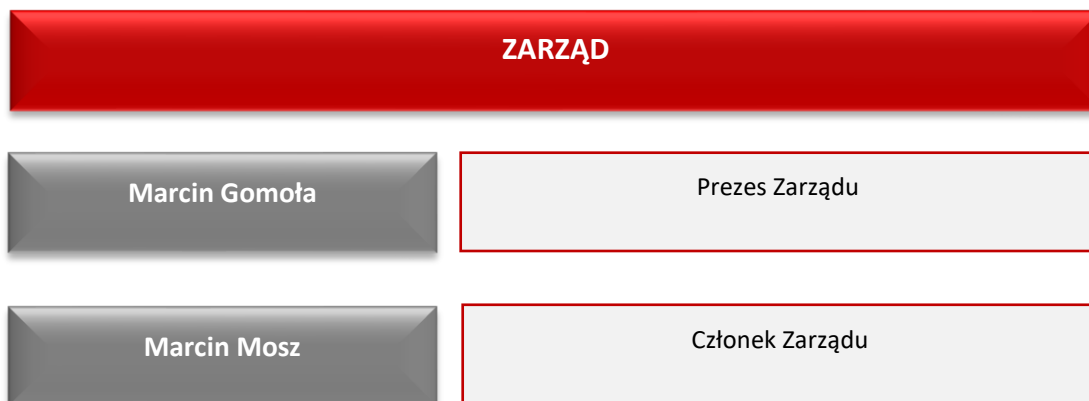 ZARZĄD
Marcin Gomoła
Prezes Zarządu
Marcin Mosz
Członek Zarządu